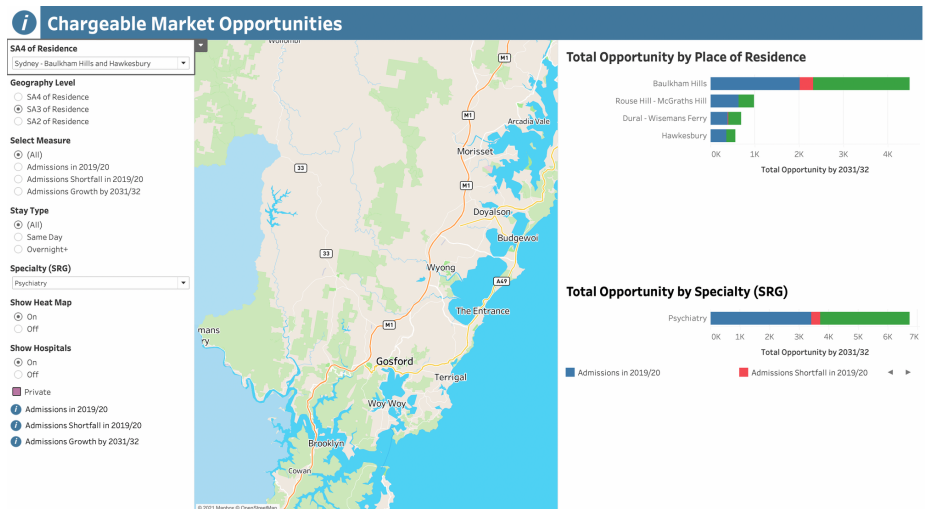 i Chargeable Market Opportunities
SA4 of Residence
Sydney - Baulkham Hills and Hawkesbury
Geography Level
SA4 of Residence
SA3 of Residence
SA2 of Residence
Select Measure
(All)
Admissions in 2019/20
Admissions Shortfall in 2019/20
Admissions Growth by 2031/32
Stay Type
(All)
Same Day
Overnight+
Specialty (SRG)
Psychiatry
Show Heat Map
On
Off
Show Hospitals
On
Off
Private
i Admissions in 2019/20
i Admissions Shortfall in 2019/20
i Admissions Growth by 2031/32
M1
M1
Arcadia Vale
Morisset
33
M1
Doyalson
Budgewoi
33
Wyong
A49
The Entrance
M1
mans
ry
Gosford
Terrigal
Woy Woy
Brooklyn
Cowan
© 2021 Mapbox © OpenStreetMap
Total Opportunity by Place of Residence
Baulkham Hills
Rouse Hill - McGraths Hill
Dural - Wisemans Ferry
Hawkesbury
0K 1K 2K 3K 4K
Total Opportunity by 2031/32
Total Opportunity by Specialty (SRG)
Psychiatry
0K 1K 2K 3K 4K 5K 6K 7K
Total Opportunity by 2031/32
Admissions in 2019/20
Admissions Shortfall in 2019/20